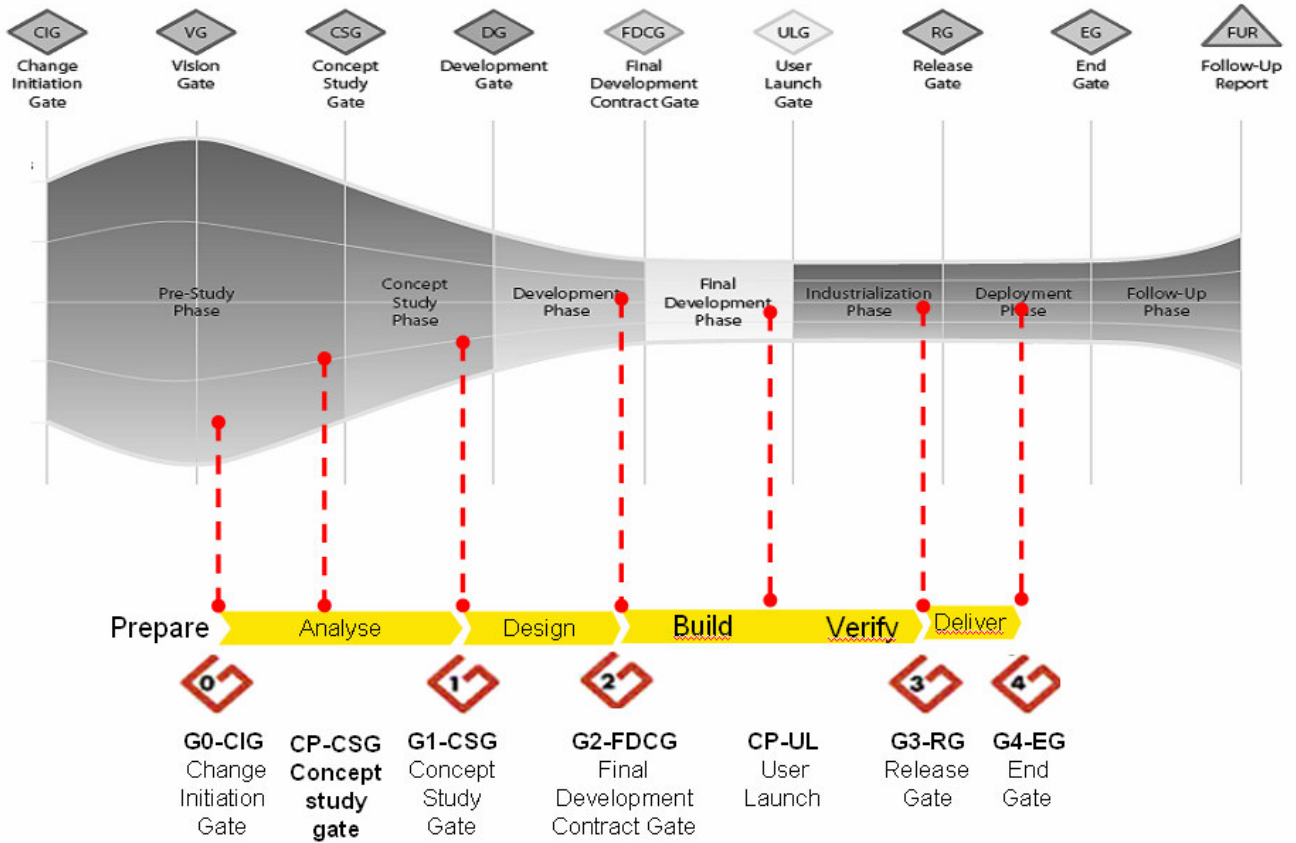 CIG
VG
CSG
DG
FDCG
ULG
RG
EG
FUR
Change
Initiation
Gate
Vision
Gate
Concept
Study
Gate
Development
Gate
Final
Development
Contract Gate
User
Launch
Gate
Release
Gate
End
Gate
Follow-Up
Report
Pre-Study
Phase
Concept
Study
Phase
Development
Phase
Final
Development
Phase
Industrialization
Phase
Deployment
Phase
Follow-Up
Phase
Prepare
Analyse
Design
Build
Verify
Deliver
0
1
2
3
4
G0-CIG
Change
Initiation
Gate
CP-CSG
Concept
study
gate
G1-CSG
Concept
Study
Gate
G2-FDCG
Final
Development
Contract Gate
CP-UL
User
Launch
G3-RG
Release
Gate
G4-EG
End
Gate